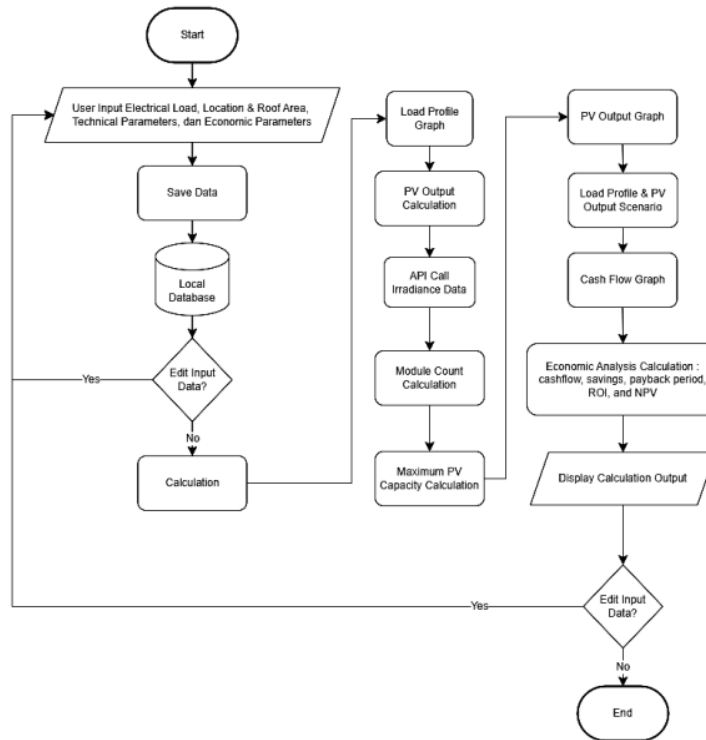 Start
User Input Electrical Load, Location & Roof Area,
Technical Parameters, dan Economic Parameters
Save Data
Local
Database
Edit Input
Data?
Yes
No
Calculation
Load Profile
Graph
PV Output
Calculation
API Call
Irradiance Data
Module Count
Calculation
Maximum PV
Capacity Calculation
PV Output Graph
Load Profile & PV
Output Scenario
Cash Flow Graph
Economic Analysis Calculation :
cashflow, savings, payback period,
ROI, and NPV
Display Calculation Output
Edit Input
Data?
Yes
No
End